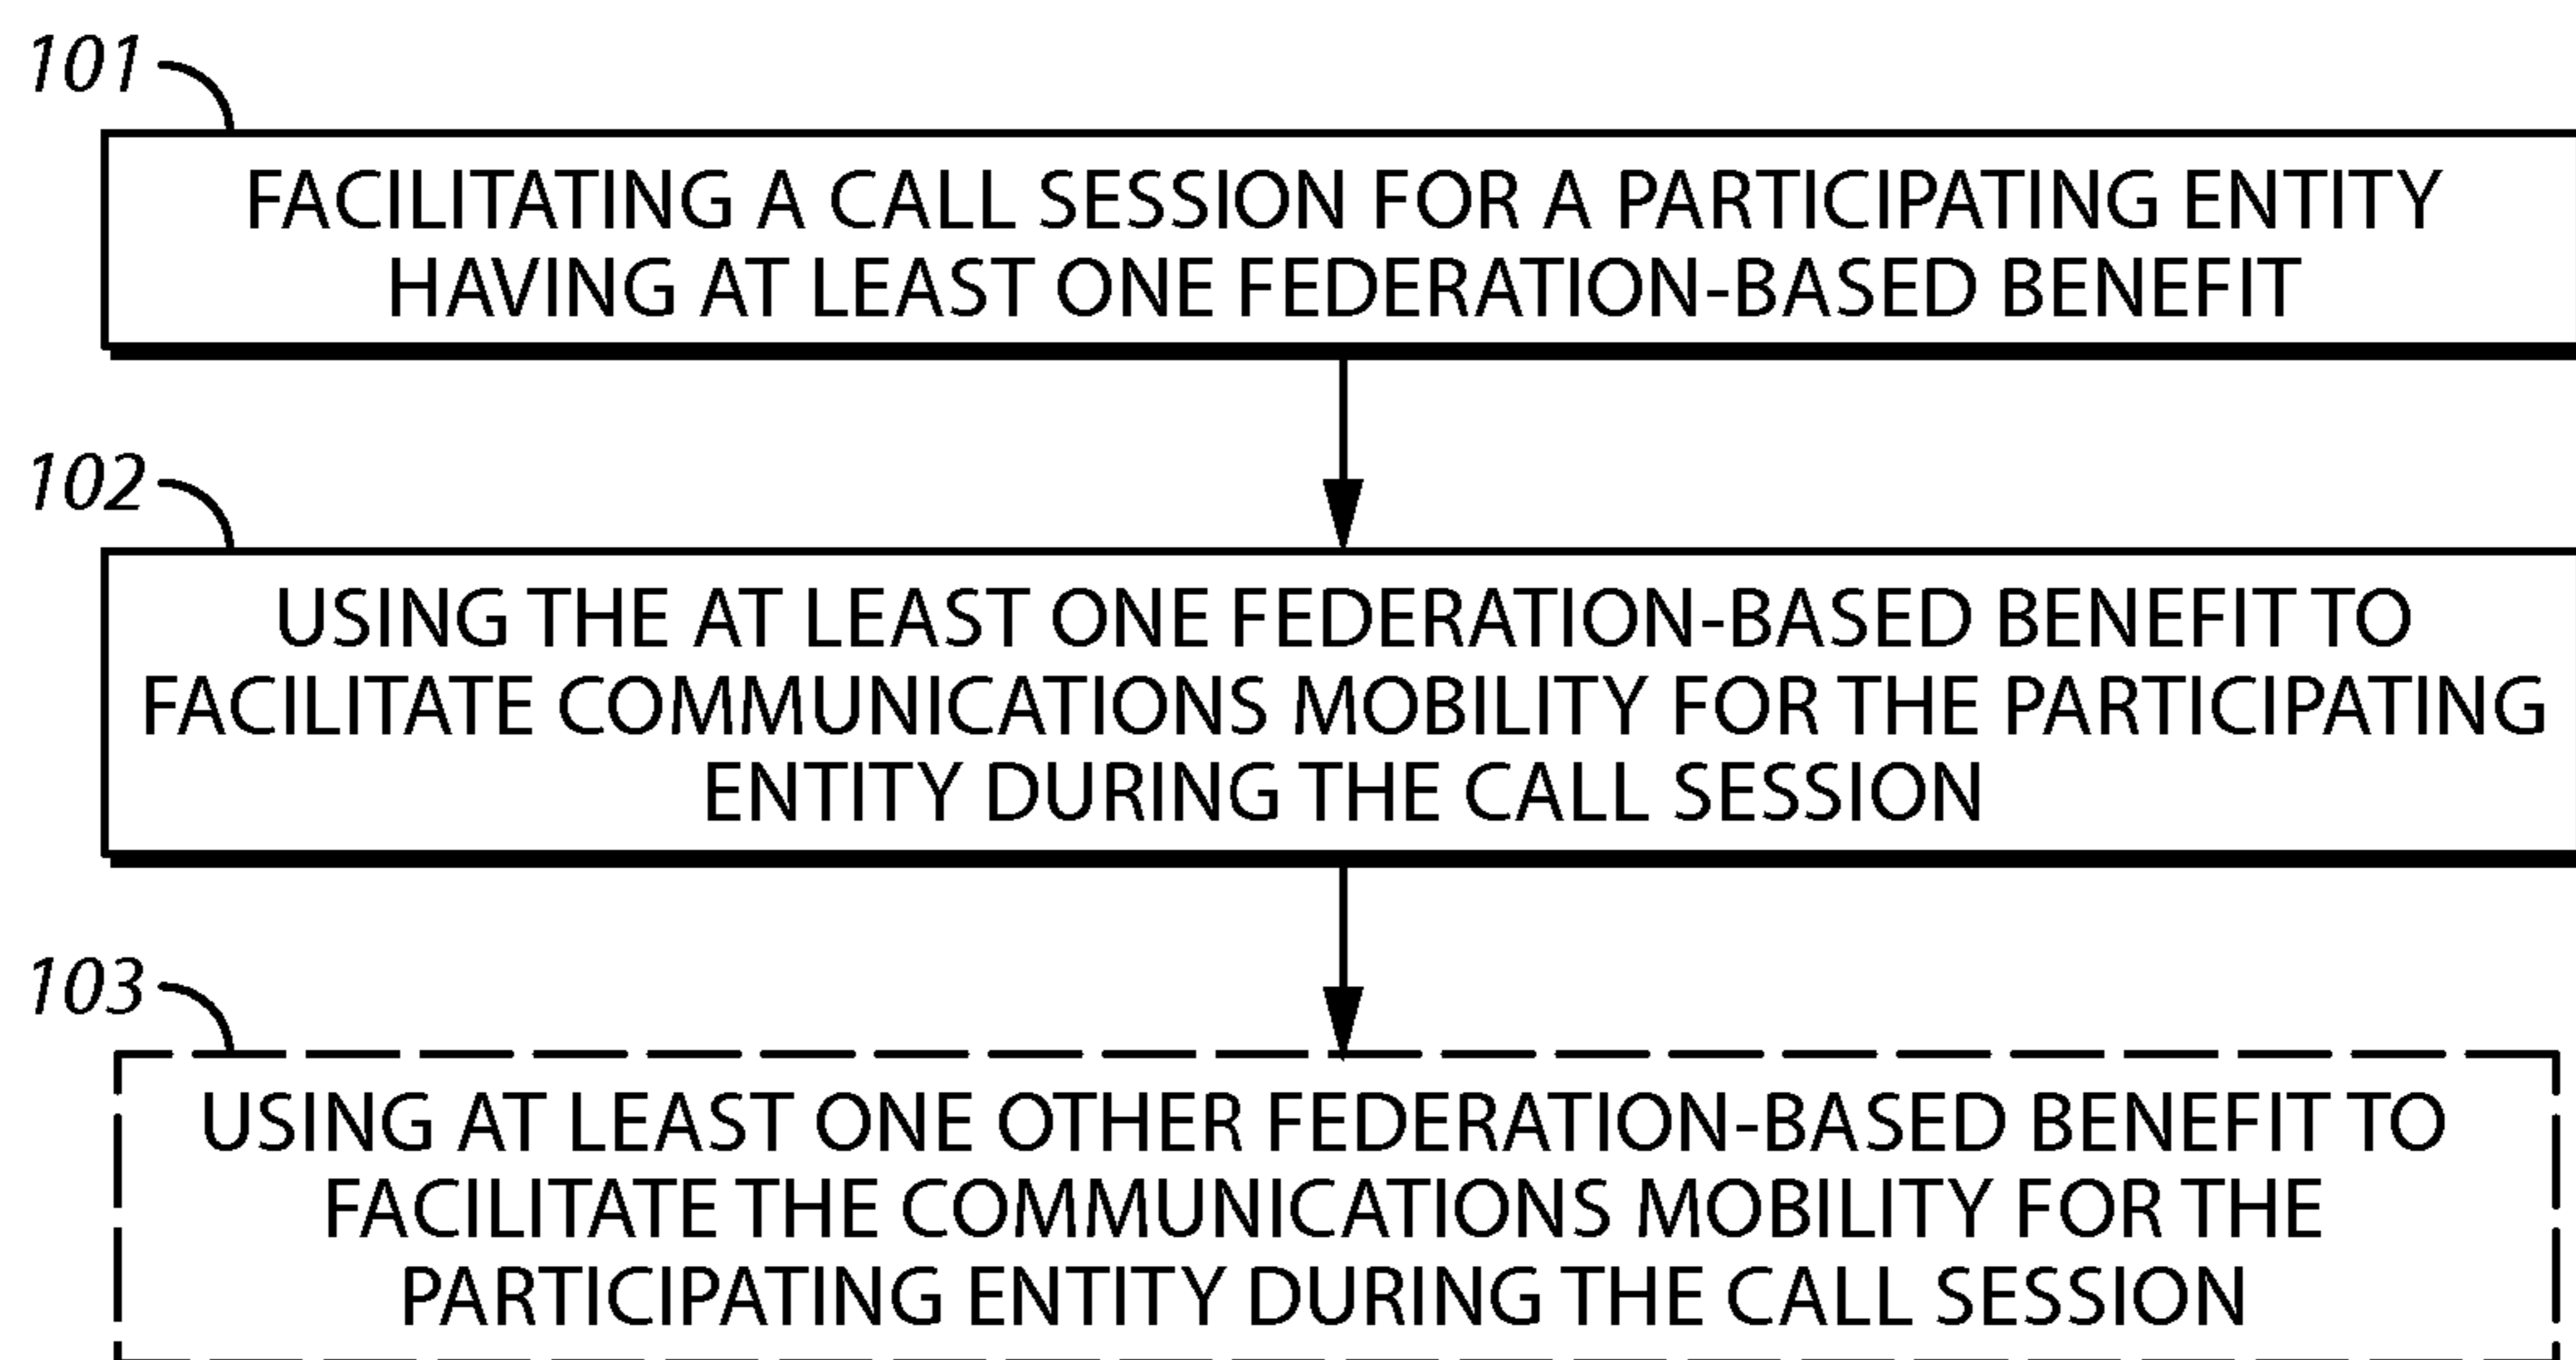 101
FACILITATING A CALL SESSION FOR A PARTICIPATING ENTITY
HAVING AT LEAST ONE FEDERATION-BASED BENEFIT
102
USING THE AT LEAST ONE FEDERATION-BASED BENEFIT TO
FACILITATE COMMUNICATIONS MOBILITY FOR THE PARTICIPATING
ENTITY DURING THE CALL SESSION
103
USING AT LEAST ONE OTHER FEDERATION-BASED BENEFIT TO
FACILITATE THE COMMUNICATIONS MOBILITY FOR THE
PARTICIPATING ENTITY DURING THE CALL SESSION